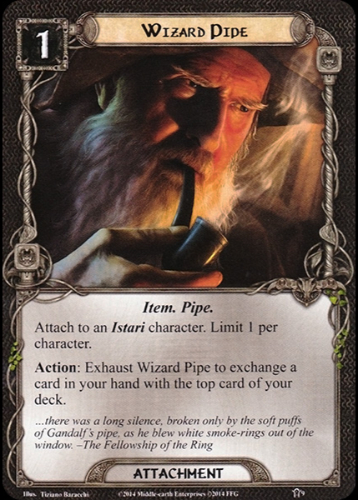 1
Wizard Pipe
Item. Pipe.
Attach to an Istari character. Limit 1 per
character.
Action: Exhaust Wizard Pipe to exchange a
card in your hand with the top card of your
deck.
...there was a long silence, broken only by the soft puffs
of Gandalf's pipe, as he blew white smoke-rings out of the
window. –The Fellowship of the Ring
ATTACHMENT
Illus. Tiziano Baracchi ©2014 Middle-earth Enterprises ©2014 FFG 9